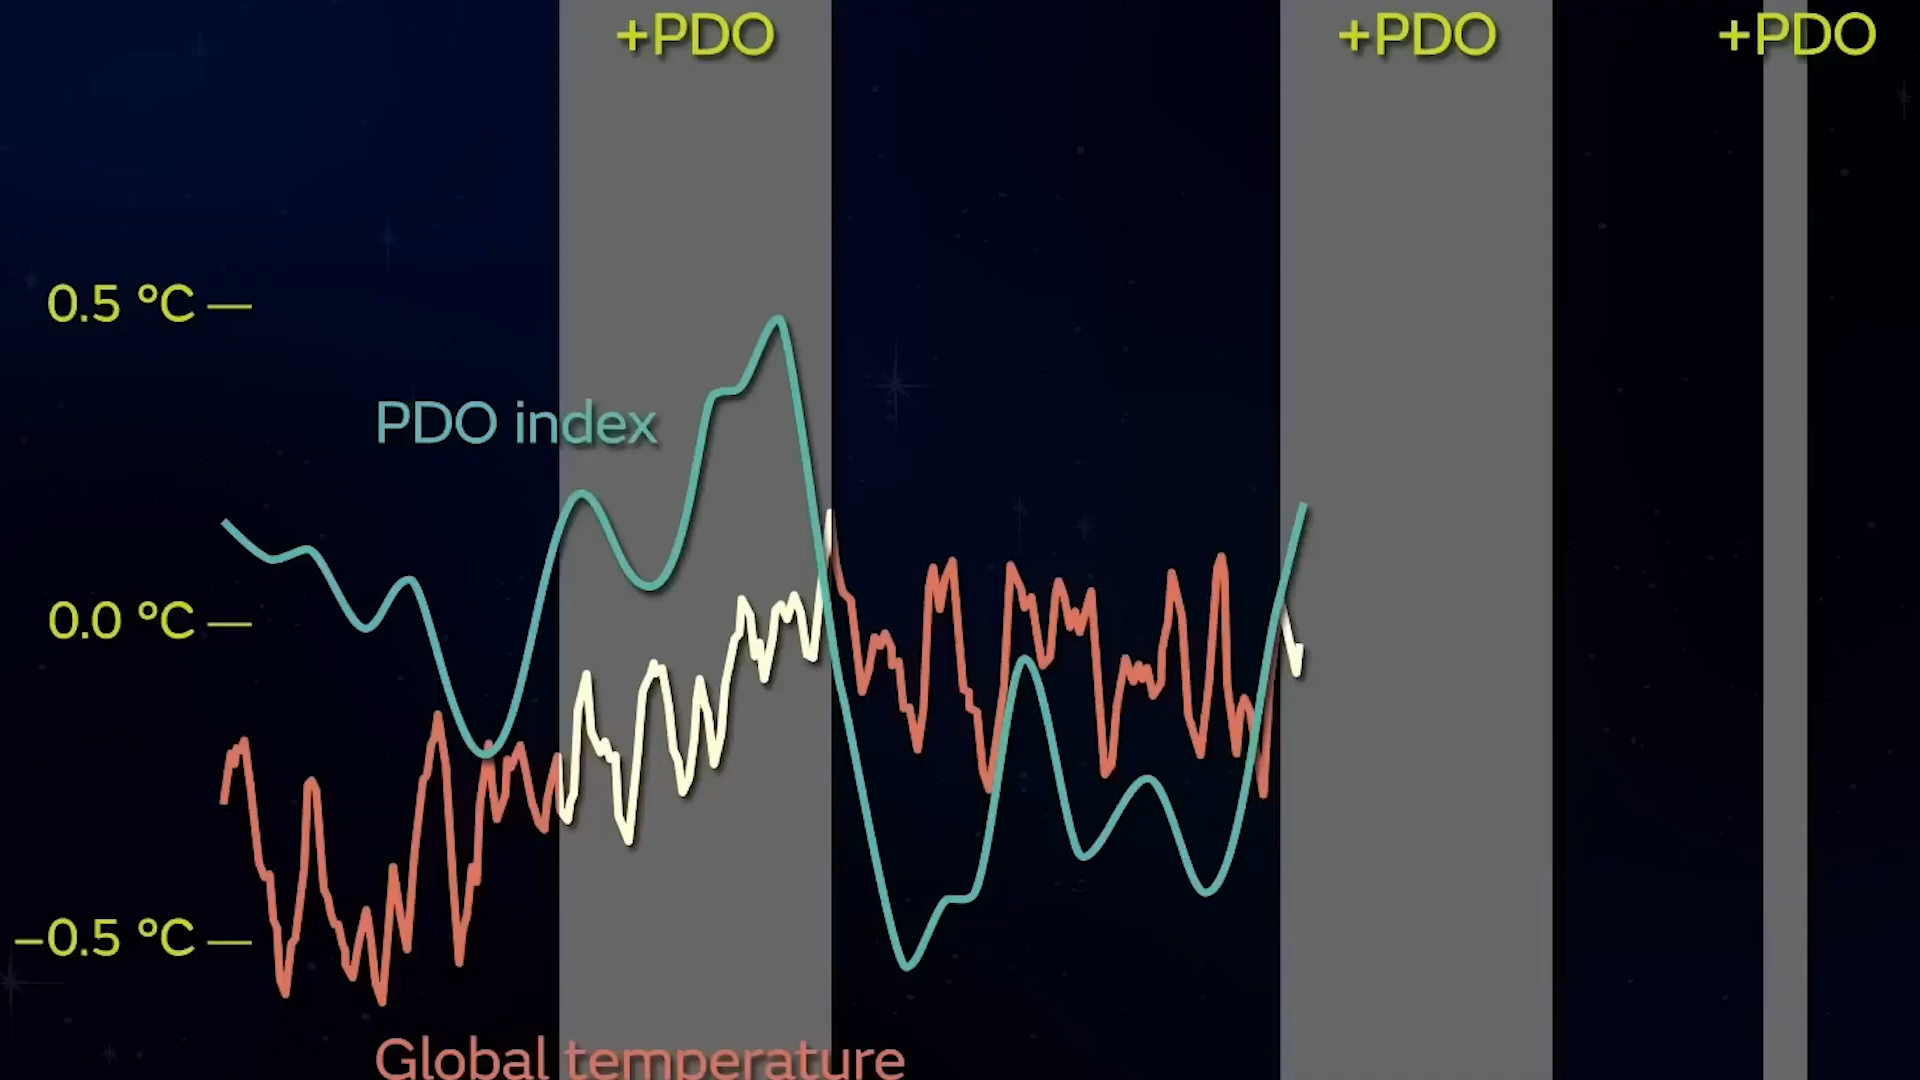 +PDO +PDO +PDO
0.5 °C
PDO index
0.0 °C
−0.5 °C
Global temperature